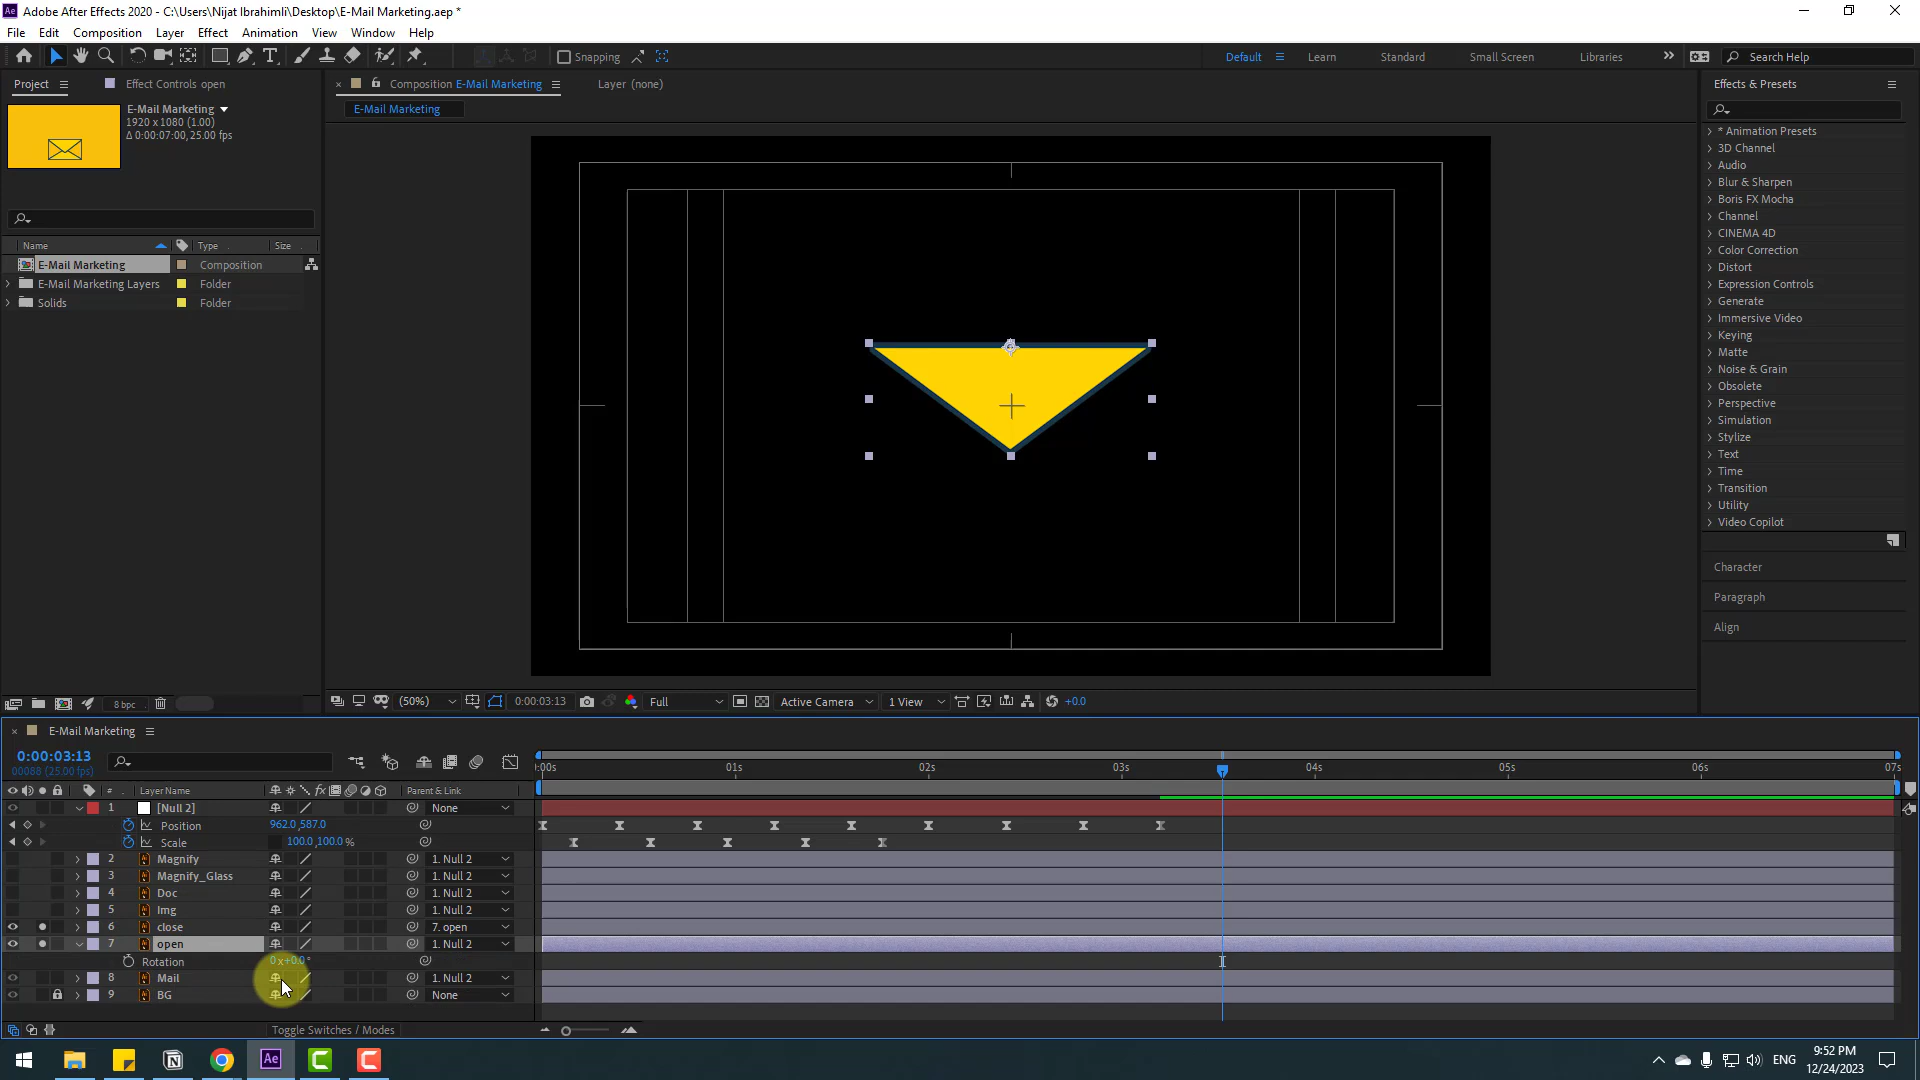 Adobe After Effects 2020 - C:\Users\Nijat Ibrahimli\Desktop\E-Mail Marketing.aep *
File Edit Composition Layer Effect Animation View Window Help
Snapping Default Learn Standard Small Screen Libraries Search Help
Project Effect Controls open
Composition E-Mail Marketing Layer (none)
E-Mail Marketing
E-Mail Marketing
1920 x 1080 (1.00)
Δ 0:00:07:00, 25.00 fps
Name Type Size
E-Mail Marketing Composition
E-Mail Marketing Layers Folder
Solids Folder
8 bpc
(50%) 0:00:03:13 Full Active Camera 1 View +0.0
Effects & Presets
* Animation Presets
3D Channel
Audio
Blur & Sharpen
Boris FX Mocha
Channel
CINEMA 4D
Color Correction
Distort
Expression Controls
Generate
Immersive Video
Keying
Matte
Noise & Grain
Obsolete
Perspective
Simulation
Stylize
Text
Time
Transition
Utility
Video Copilot
Character
Paragraph
Align
E-Mail Marketing
0:00:03:13
00088 (25.00 fps)
:00s 01s 02s 03s 04s 05s 06s 07s
# Layer Name fx Parent & Link
1 [Null 2] None
Position 962.0,587.0
Scale 100.0,100.0%
2 Magnify 1. Null 2
3 Magnify_Glass 1. Null 2
4 Doc 1. Null 2
5 Img 1. Null 2
6 close 7. open
7 open 1. Null 2
Rotation 0x+0.0°
8 Mail 1. Null 2
9 BG None
Toggle Switches / Modes
ENG
9:52 PM
12/24/2023